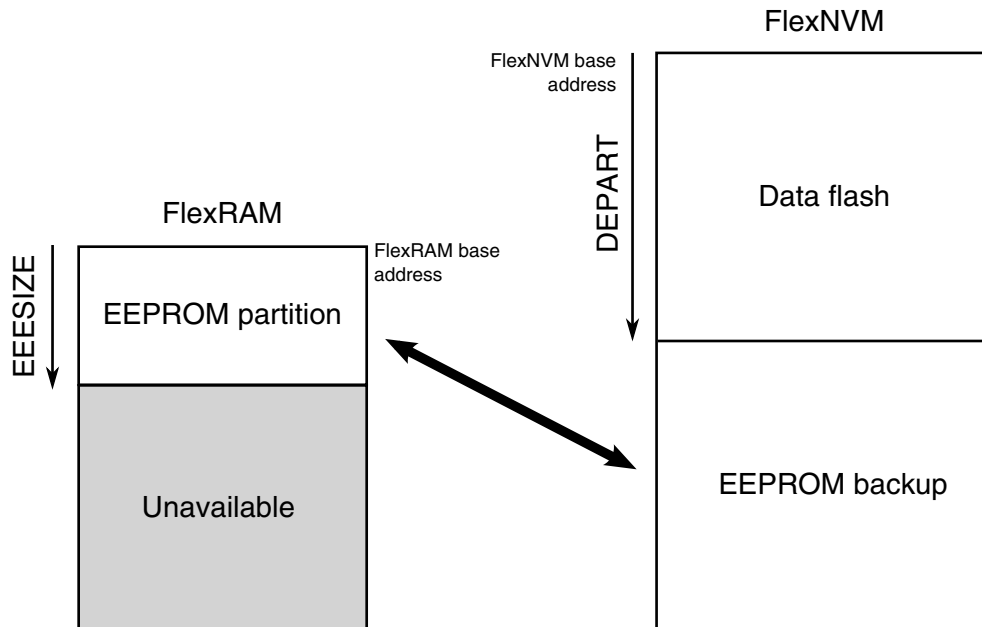 FlexNVM
FlexNVM base
address
DEPART
Data flash
FlexRAM
FlexRAM base
address
EEESIZE
EEPROM partition
Unavailable
EEPROM backup